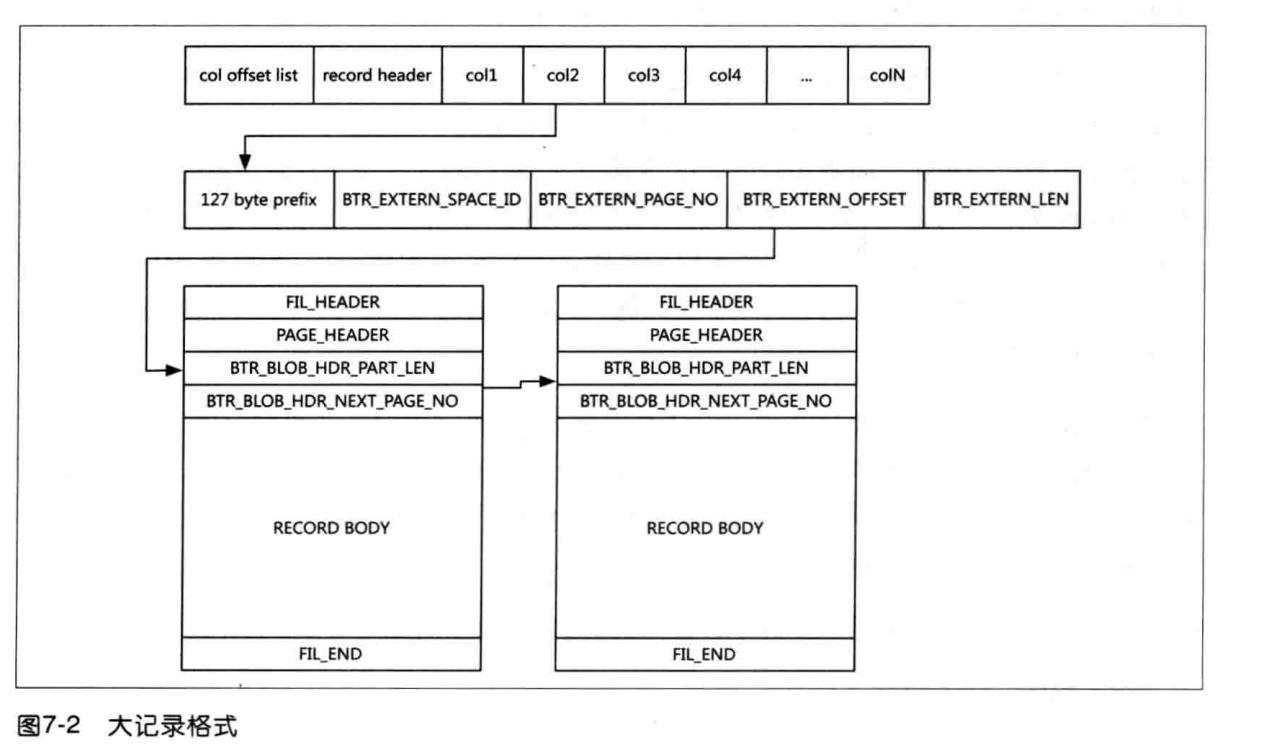 col offset list record header col1 col2 col3 col4 ... colN
127 byte prefix BTR_EXTERN_SPACE_ID BTR_EXTERN_PAGE_NO BTR_EXTERN_OFFSET BTR_EXTERN_LEN
FIL_HEADER
PAGE_HEADER
BTR_BLOB_HDR_PART_LEN
BTR_BLOB_HDR_NEXT_PAGE_NO
RECORD BODY
FIL_END
FIL_HEADER
PAGE_HEADER
BTR_BLOB_HDR_PART_LEN
BTR_BLOB_HDR_NEXT_PAGE_NO
RECORD BODY
FIL_END
图7-2 大记录格式